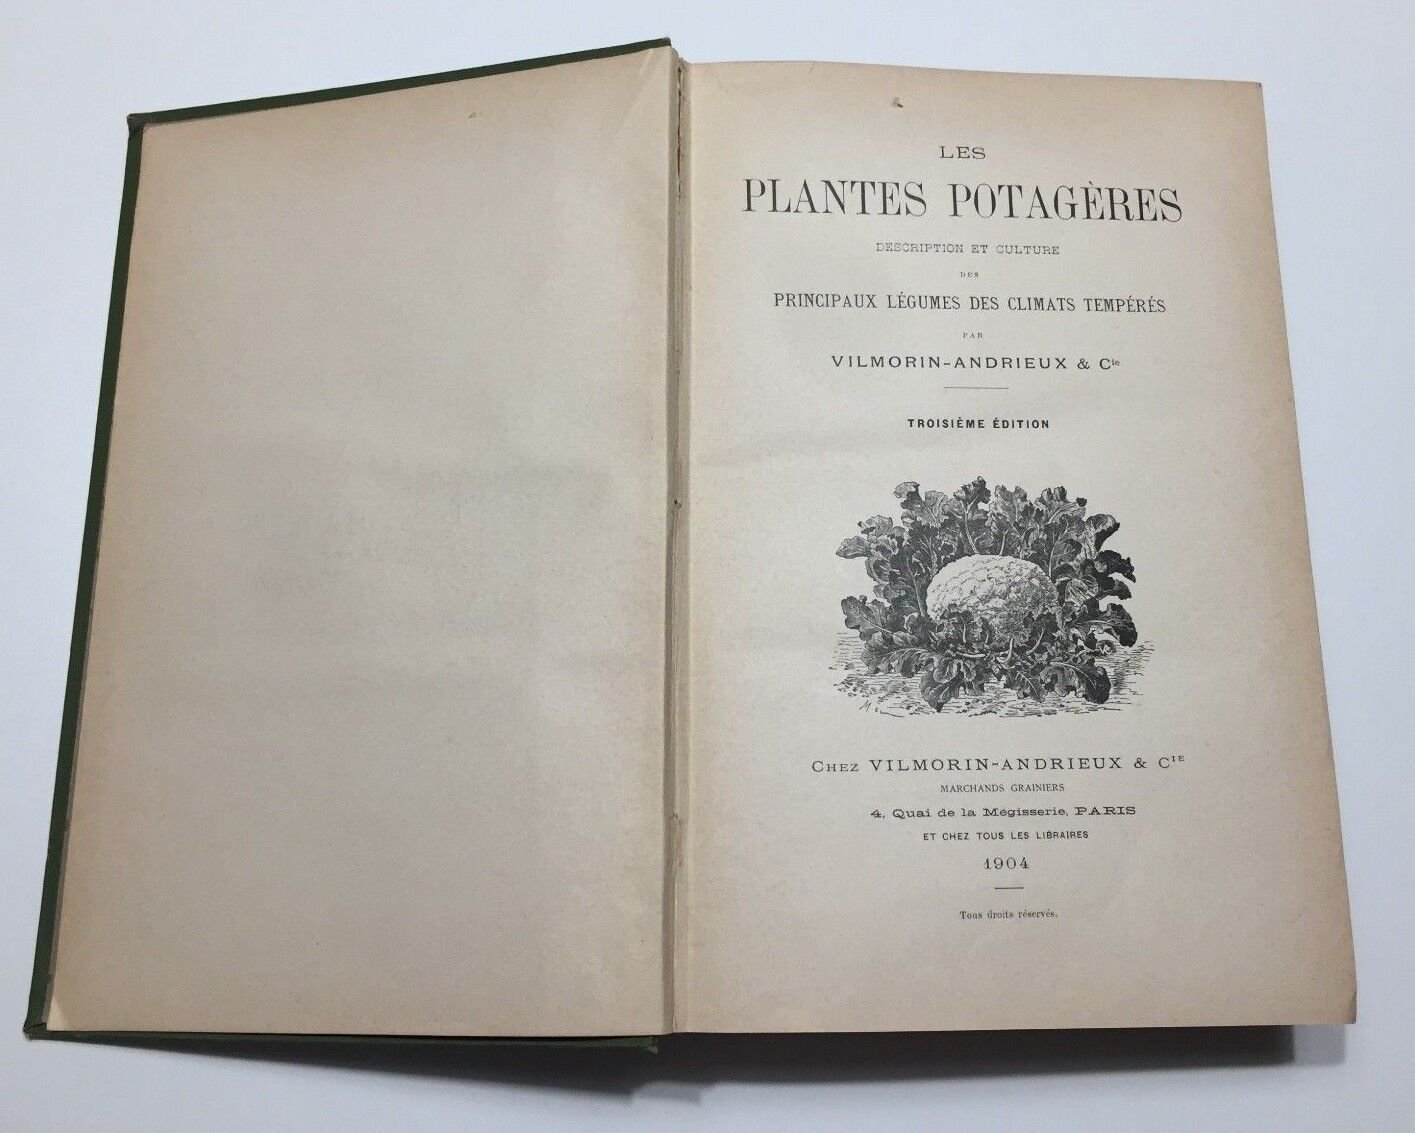 LES
PLANTES POTAGÈRES
DESCRIPTION ET CULTURE
DES
PRINCIPAUX LÉGUMES DES CLIMATS TEMPÉRÉS
PAR
VILMORIN-ANDRIEUX & Cie
TROISIÈME ÉDITION
CHEZ VILMORIN-ANDRIEUX & CIE
MARCHANDS GRAINIERS
4, Quai de la Mégisserie, PARIS
ET CHEZ TOUS LES LIBRAIRES
1904
Tous droits réservés.